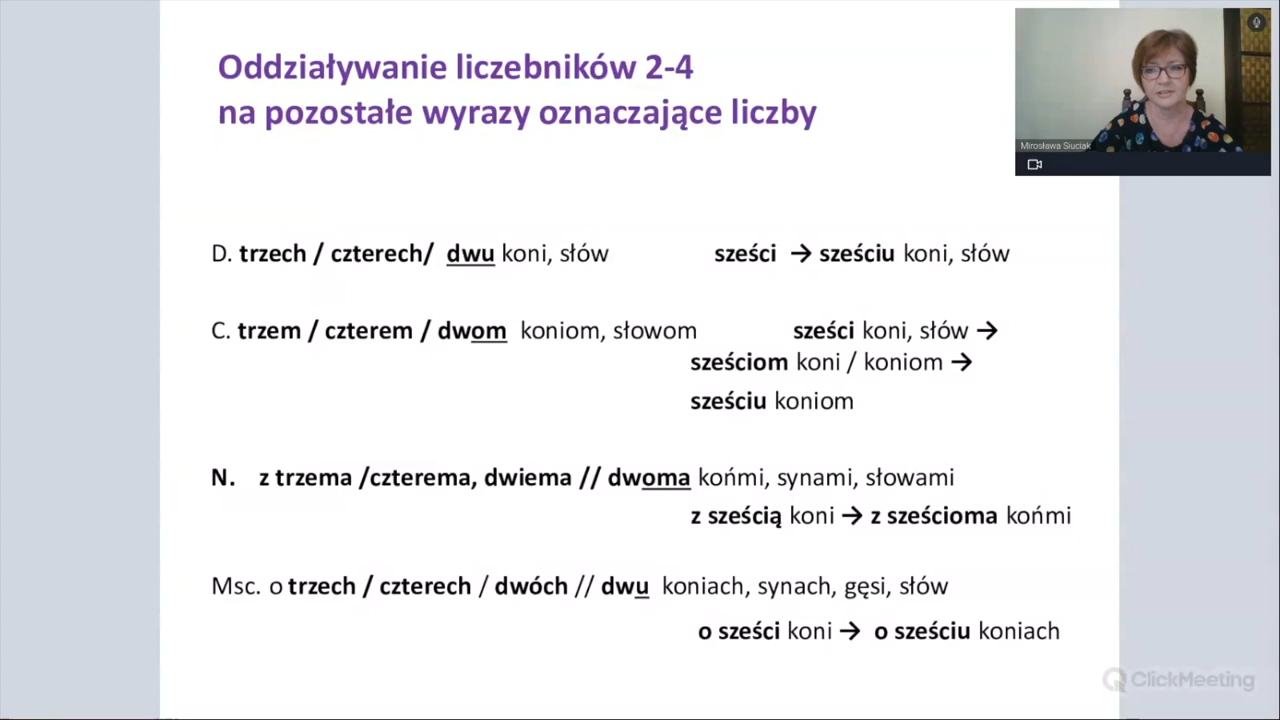 Oddziaływanie liczebników 2-4
na pozostałe wyrazy oznaczające liczby
Mirosława Siuciak
D. trzech / czterech/ dwu koni, słów sześci → sześciu koni, słów
C. trzem / czterem / dwom koniom, słowom sześci koni, słów →
sześciom koni / koniom →
sześciu koniom
N. z trzema /czterema, dwiema // dwoma końmi, synami, słowami
z sześcią koni → z sześcioma końmi
Msc. o trzech / czterech / dwóch // dwu koniach, synach, gęsi, słów
o sześci koni → o sześciu koniach
ClickMeeting